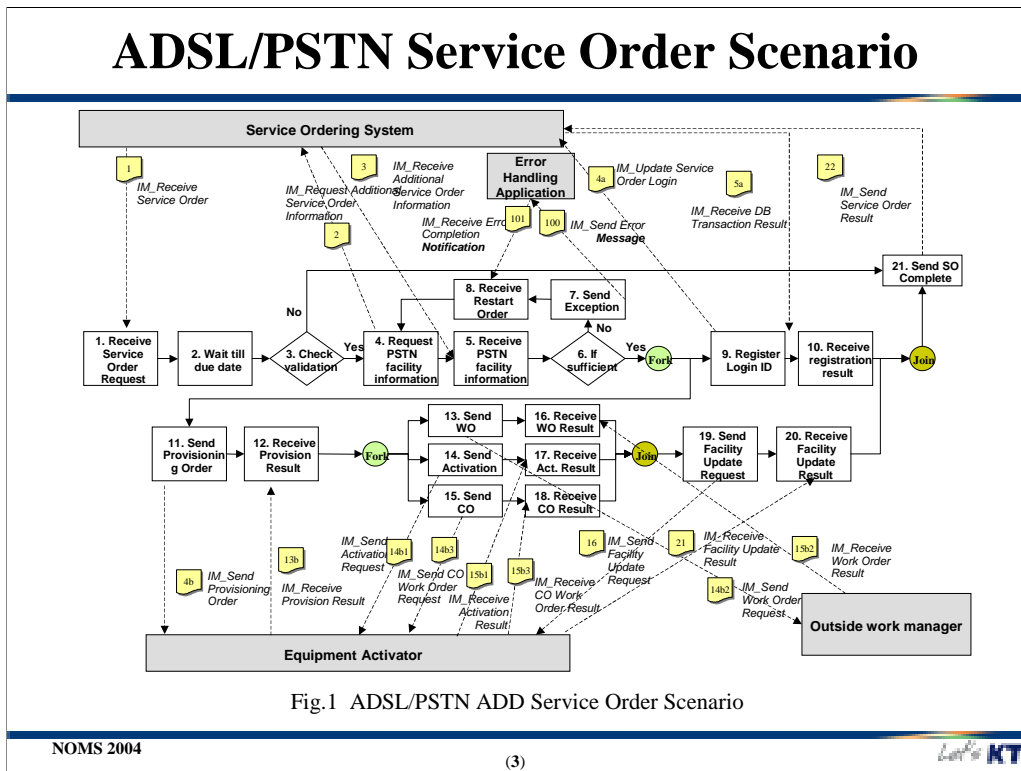 ADSL/PSTN Service Order Scenario
Service Ordering System
Error
Handling
Application
1
IM_Receive
Service Order
IM_Request Additional
Service Order
Information
2
3
IM_Receive
Additional
Service Order
Information
IM_Receive Error
Completion
Notification
101
100
IM_Send Error
Message
4a
IM_Update Service
Order Login
5a
IM_Receive DB
Transaction Result
22
IM_Send
Service Order
Result
21. Send SO
Complete
8. Receive
Restart
Order
7. Send
Exception
No
No
1. Receive
Service
Order
Request
2. Wait till
due date
3. Check
validation
Yes
4. Request
PSTN
facility
information
5. Receive
PSTN
facility
information
6. If
sufficient
Yes
Fork
9. Register
Login ID
10. Receive
registration
result
Join
11. Send
Provisionin
g Order
12. Receive
Provision
Result
Fork
13. Send
WO
14. Send
Activation
15. Send
CO
16. Receive
WO Result
17. Receive
Act. Result
18. Receive
CO Result
Join
19. Send
Facility
Update
Request
20. Receive
Facility
Update
Result
4b
IM_Send
Provisioning
Order
13b
IM_Receive
Provision Result
IM_Send
Activation
Request
14b1
14b3
IM_Send CO
Work Order
Request
15b1
IM_Receive
Activation
Result
15b3
IM_Receive
CO Work
Order Result
16
IM_Send
Facility
Update
Request
21
IM_Receive
Facility Update
Result
14b2
IM_Send
Work Order
Request
15b2
IM_Receive
Work Order
Result
Equipment Activator
Outside work manager
Fig.1 ADSL/PSTN ADD Service Order Scenario
NOMS 2004
(3)
Let's KT